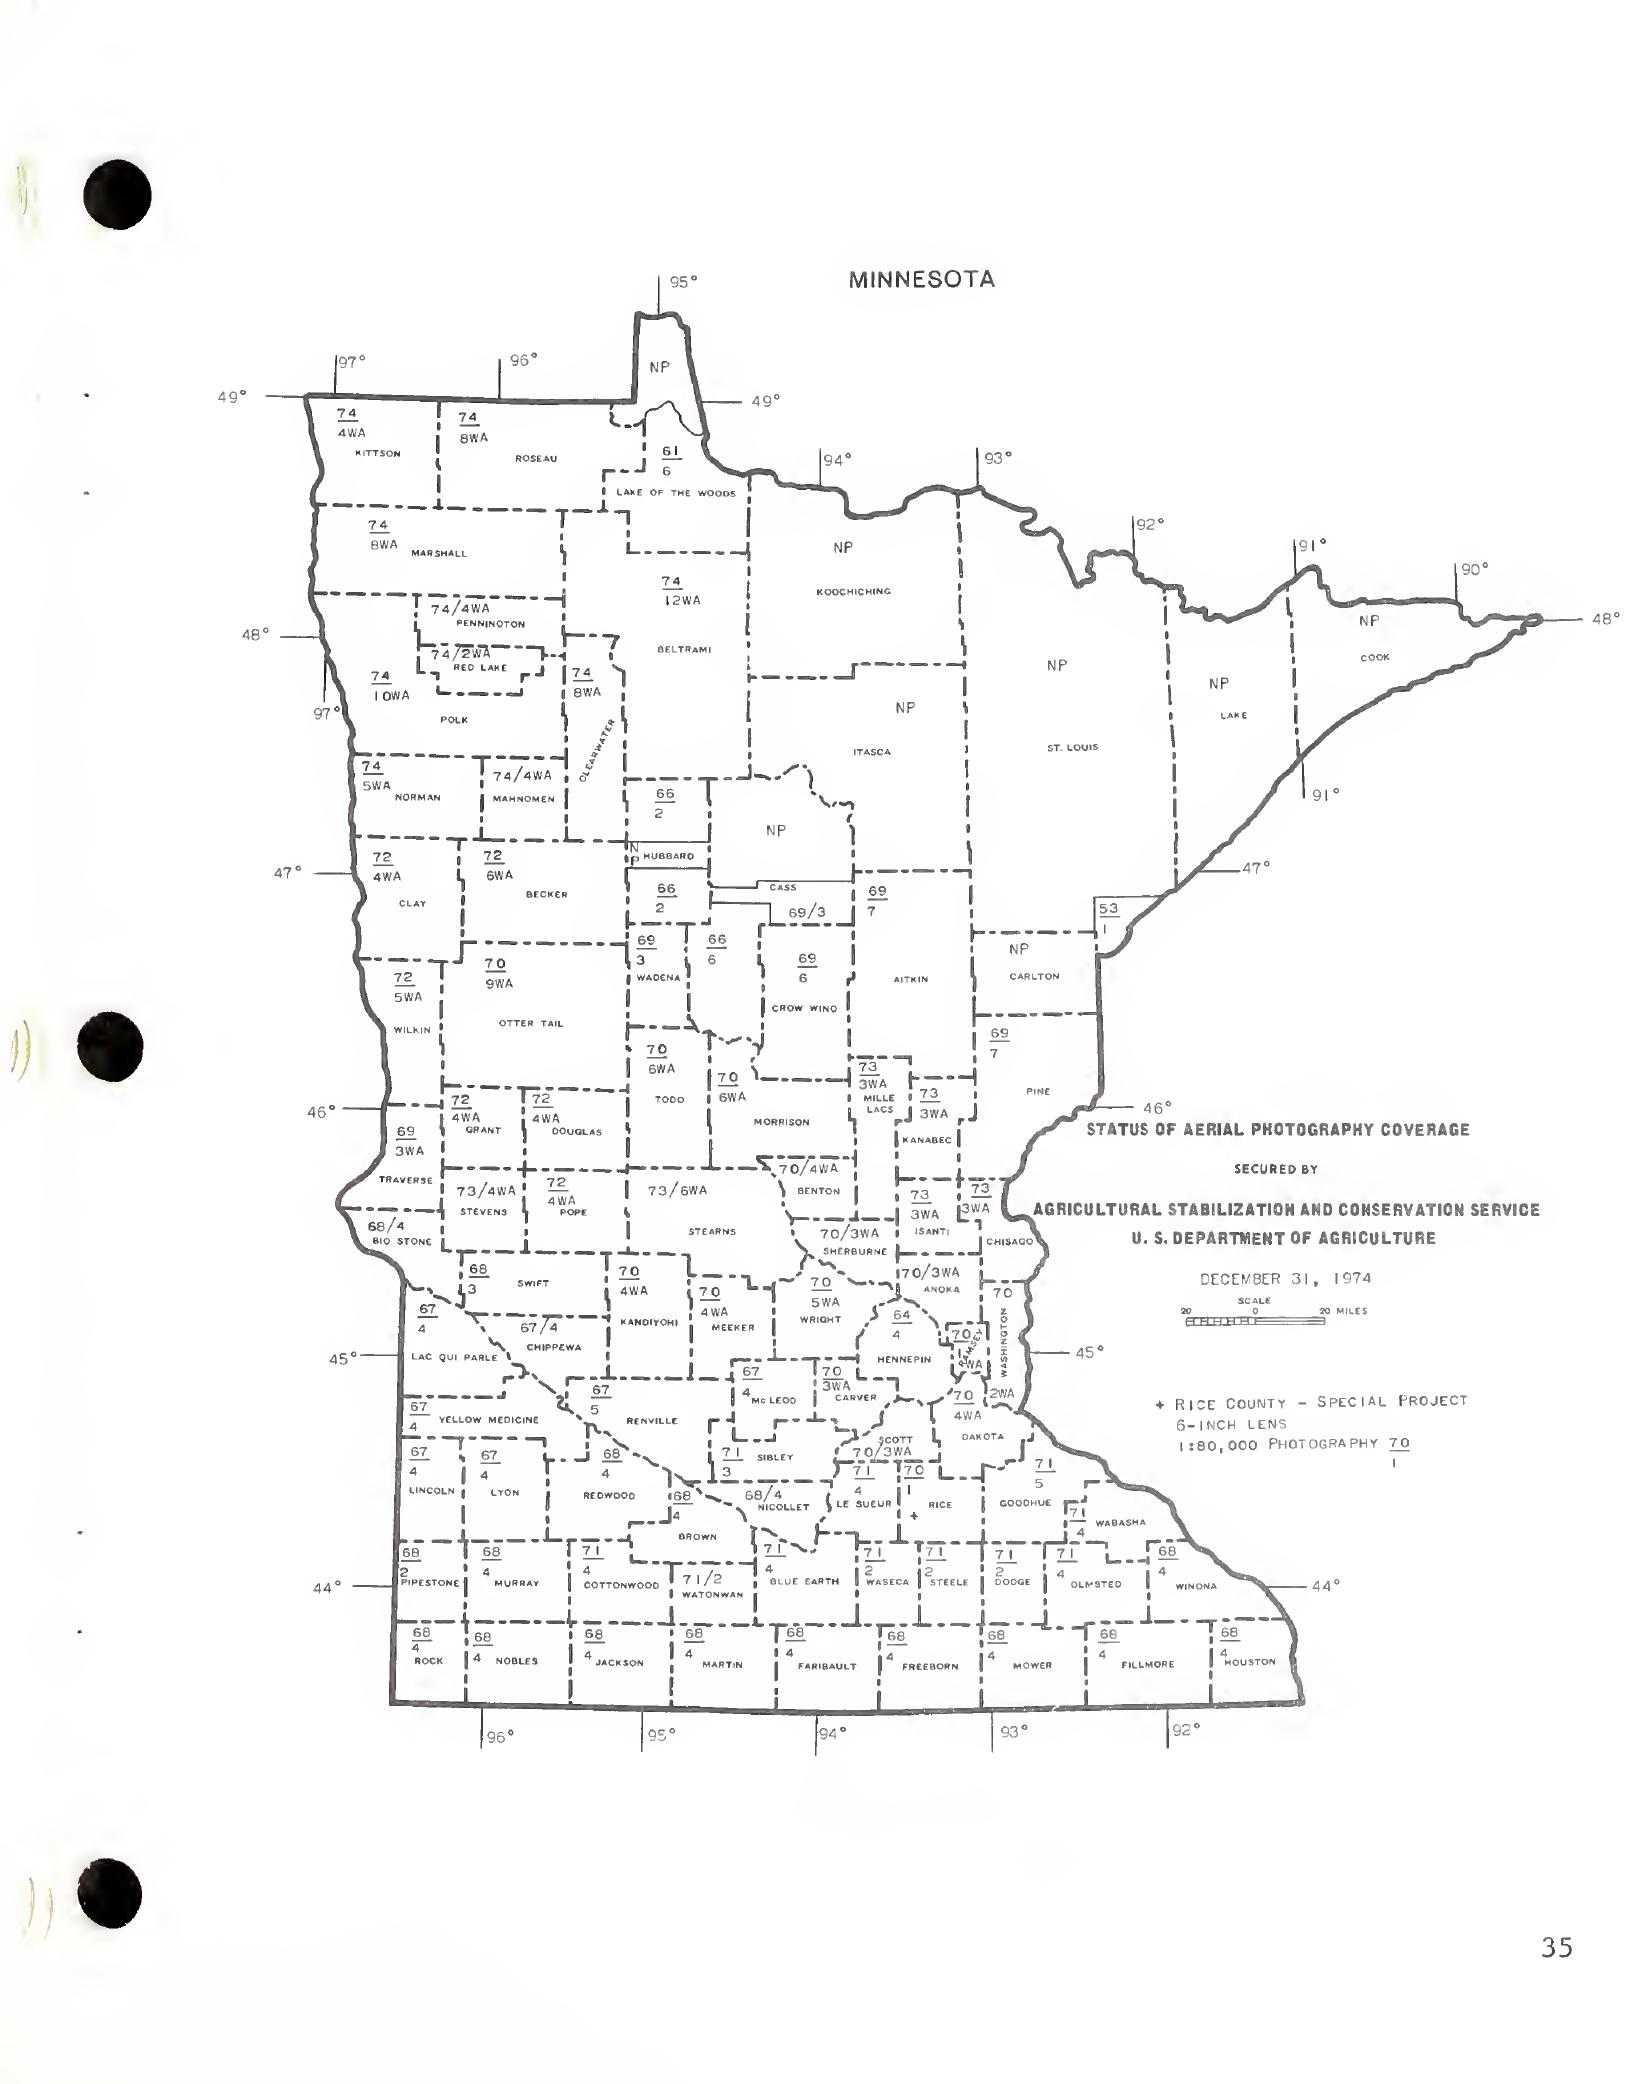 MINNESOTA
95°
97°
96°
49°
49°
NP
74
4WA
KITTSON
74
8WA
ROSEAU
61
6
LAKE OF THE WOODS
94°
93°
92°
91°
90°
48°
74
8WA
MARSHALL
NP
KOOCHICHING
74
12WA
BELTRAMI
74/4WA
PENNINGTON
48°
74/2WA
RED LAKE
74
10WA
POLK
97°
74
8WA
CLEARWATER
NP
ITASCA
NP
ST. LOUIS
NP
LAKE
NP
COOK
91°
74
5WA
NORMAN
74/4WA
MAHNOMEN
66
2
NP
HUBBARD
66
2
NP
CASS
69/3
66
6
47°
47°
72
4WA
CLAY
72
6WA
BECKER
69
7
AITKIN
53
1
NP
CARLTON
69
3
WADENA
69
6
CROW WING
72
5WA
WILKIN
70
9WA
OTTER TAIL
69
7
PINE
70
6WA
TODD
70
6WA
MORRISON
73
3WA
MILLE
LACS
73
3WA
KANABEC
46°
46°
72
4WA
GRANT
72
4WA
DOUGLAS
69
3WA
TRAVERSE
73/4WA
STEVENS
72
4WA
POPE
73/6WA
STEARNS
70/4WA
BENTON
73
3WA
ISANTI
73
3WA
CHISAGO
68/4
BIG STONE
70/3WA
SHERBURNE
STATUS OF AERIAL PHOTOGRAPHY COVERAGE
SECURED BY
AGRICULTURAL STABILIZATION AND CONSERVATION SERVICE
U. S. DEPARTMENT OF AGRICULTURE
DECEMBER 31, 1974
SCALE
20 0 20 MILES
68
3
SWIFT
70
4WA
KANDIYOHI
70
4WA
MEEKER
70
5WA
WRIGHT
70/3WA
ANOKA
70
WASHINGTON
2WA
67
4
LAC QUI PARLE
67/4
CHIPPEWA
64
4
HENNEPIN
70
1WA
RAMSEY
45°
45°
67
4
YELLOW MEDICINE
67
5
RENVILLE
67
4
MC LEOD
70
3WA
CARVER
70
4WA
DAKOTA
SCOTT
70/3WA
71
3
SIBLEY
+ RICE COUNTY - SPECIAL PROJECT
6-INCH LENS
1:80,000 PHOTOGRAPHY 70
1
67
4
LINCOLN
67
4
LYON
68
4
REDWOOD
68
4
BROWN
68/4
NICOLLET
71
4
LE SUEUR
70
1
+
RICE
71
5
GOODHUE
71
4
WABASHA
44°
44°
68
2
PIPESTONE
68
4
MURRAY
71
4
COTTONWOOD
71/2
WATONWAN
71
4
BLUE EARTH
71
2
WASECA
71
2
STEELE
71
2
DODGE
71
4
OLMSTED
68
4
WINONA
68
4
ROCK
68
4
NOBLES
68
4
JACKSON
68
4
MARTIN
68
4
FARIBAULT
68
4
FREEBORN
68
4
MOWER
68
4
FILLMORE
68
4
HOUSTON
96°
95°
94°
93°
92°
35